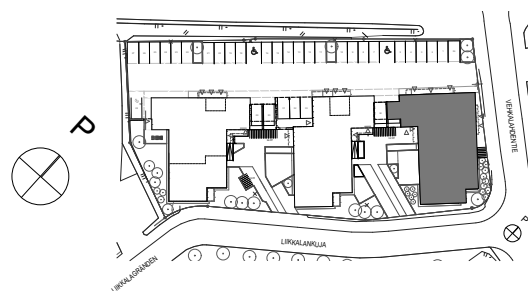 P
VEHKALAHDENTIE
LIIKKALANKUJA
LIIKKALAGRÄNDEN
P